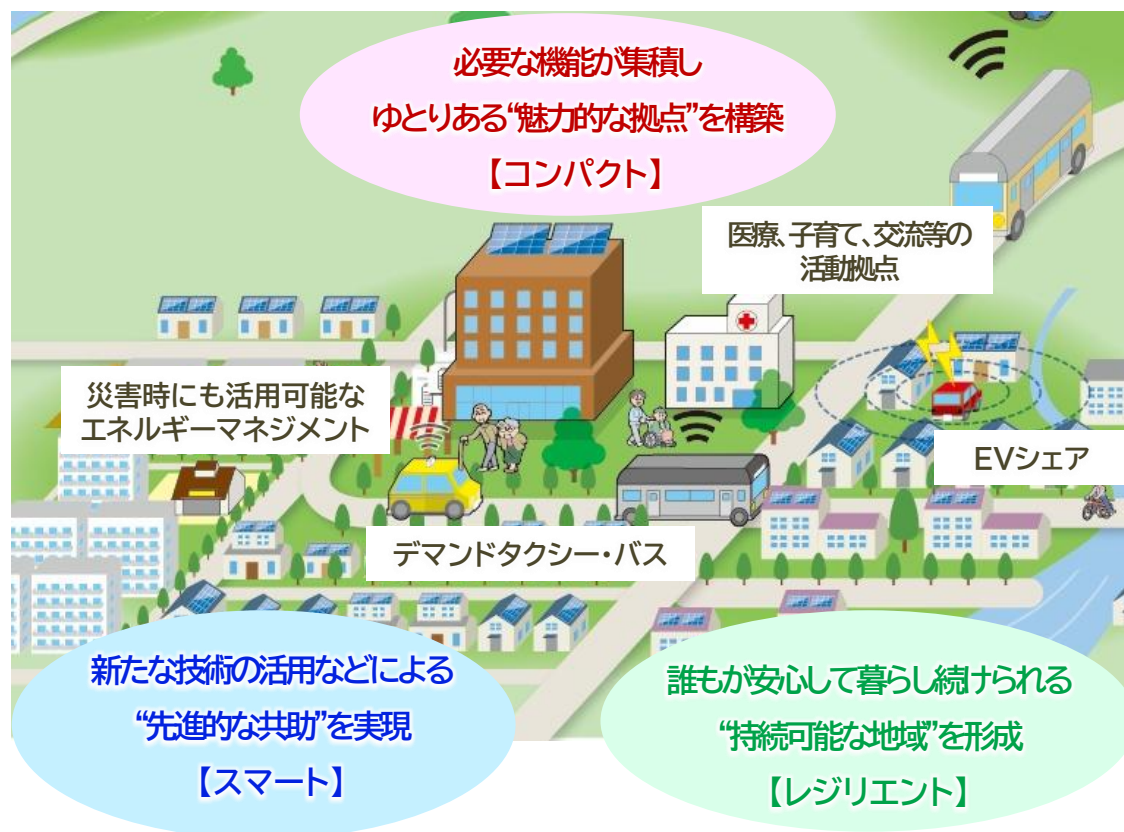 必要な機能が集積し
ゆとりある“魅力的な拠点”を構築
【コンパクト】
医療、子育て、交流等の
活動拠点
災害時にも活用可能な
エネルギーマネジメント
EVシェア
デマンドタクシー・バス
新たな技術の活用などによる
“先進的な共助”を実現
【スマート】
誰もが安心して暮らし続けられる
“持続可能な地域”を形成
【レジリエント】